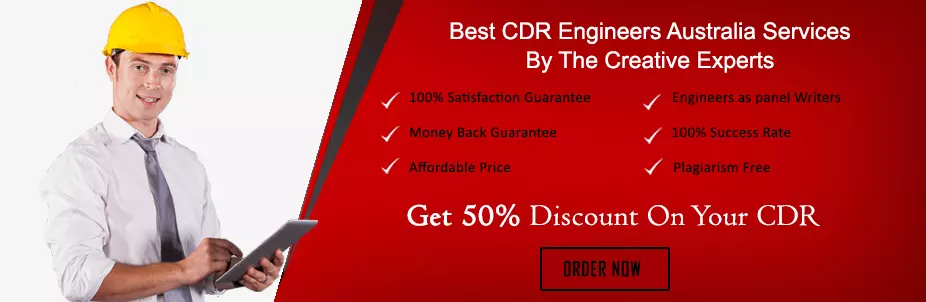 Best CDR Engineers Australia Services
By The Creative Experts
100% Satisfaction Guarantee
Engineers as panel Writers
Money Back Guarantee
100% Success Rate
Affordable Price
Plagiarism Free
Get 50% Discount On Your CDR
ORDER NOW